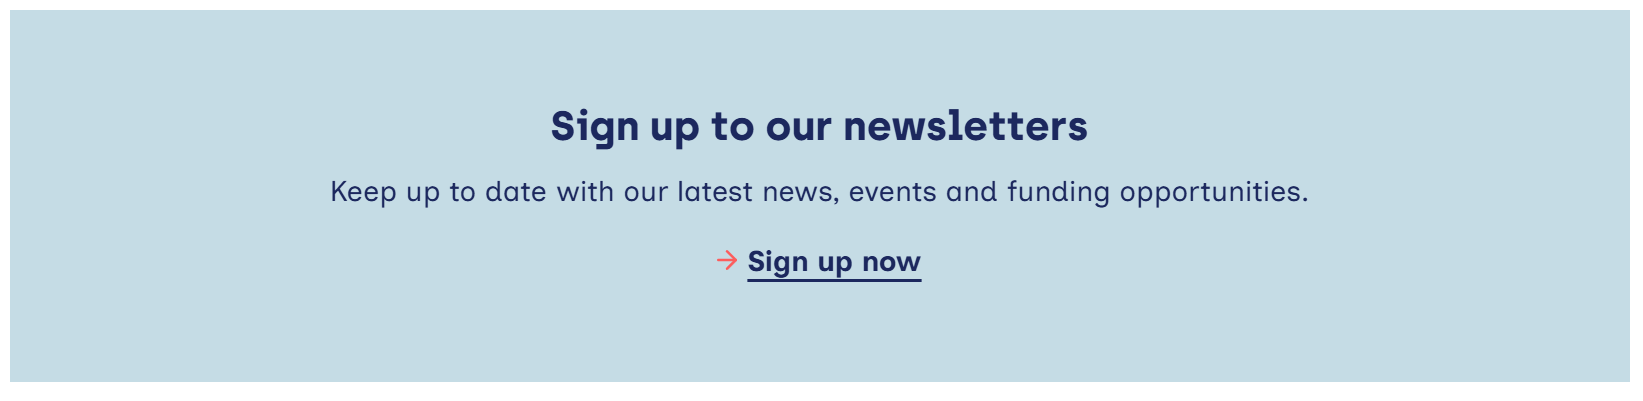 Sign up to our newsletters
Keep up to date with our latest news, events and funding opportunities.
Sign up now